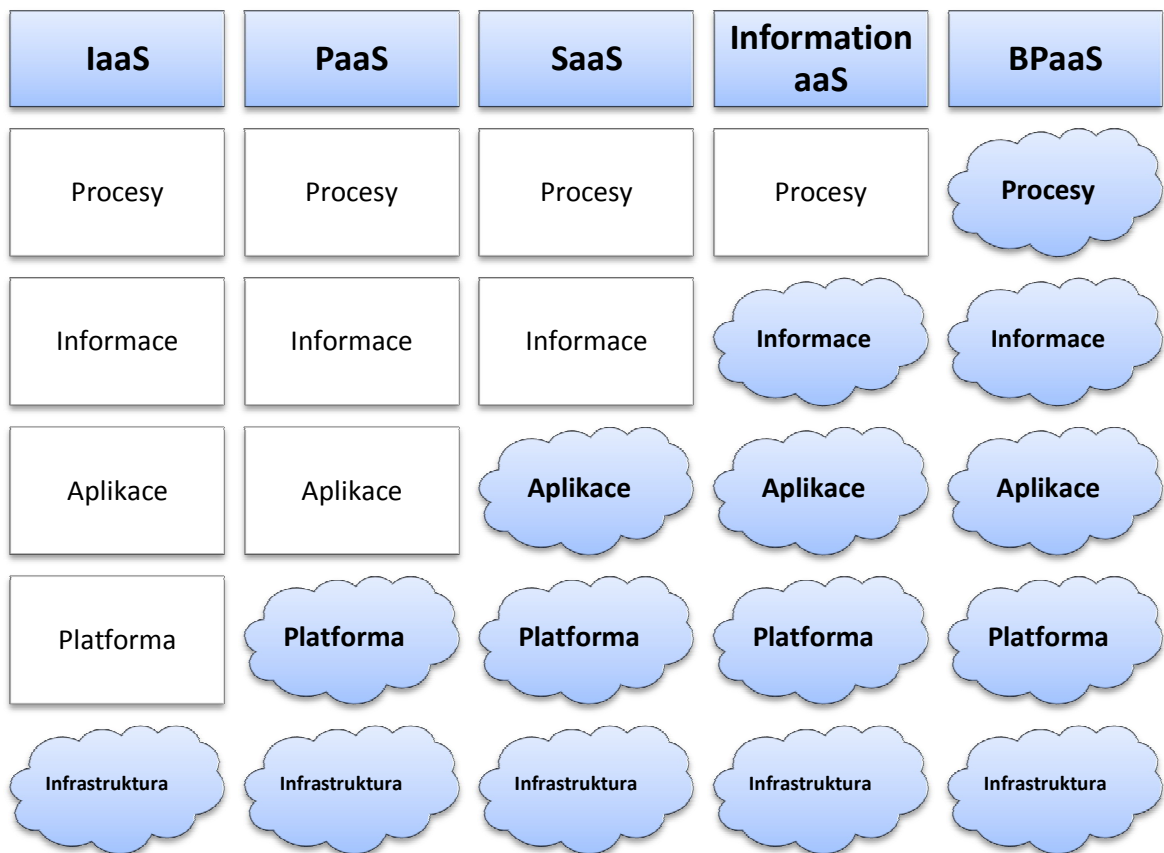 IaaS
PaaS
SaaS
Information
aaS
BPaaS
Procesy
Procesy
Procesy
Procesy
Procesy
Informace
Informace
Informace
Informace
Informace
Aplikace
Aplikace
Aplikace
Aplikace
Aplikace
Platforma
Platforma
Platforma
Platforma
Platforma
Infrastruktura
Infrastruktura
Infrastruktura
Infrastruktura
Infrastruktura